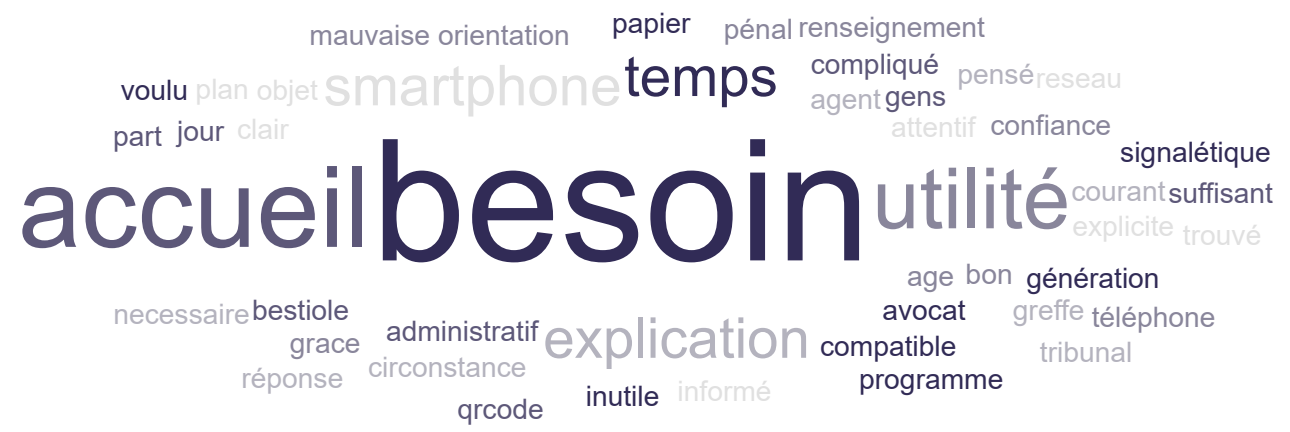 mauvaise orientation papier pénal renseignement
voulu plan objet smartphone temps compliqué pensé reseau
agent gens
part jour clair attentif confiance
signalétique
accueil besoin utilité courant suffisant
explicite trouvé
age bon génération
necessaire bestiole avocat greffe téléphone
grace administratif explication compatible tribunal
réponse circonstance programme
qrcode inutile informé